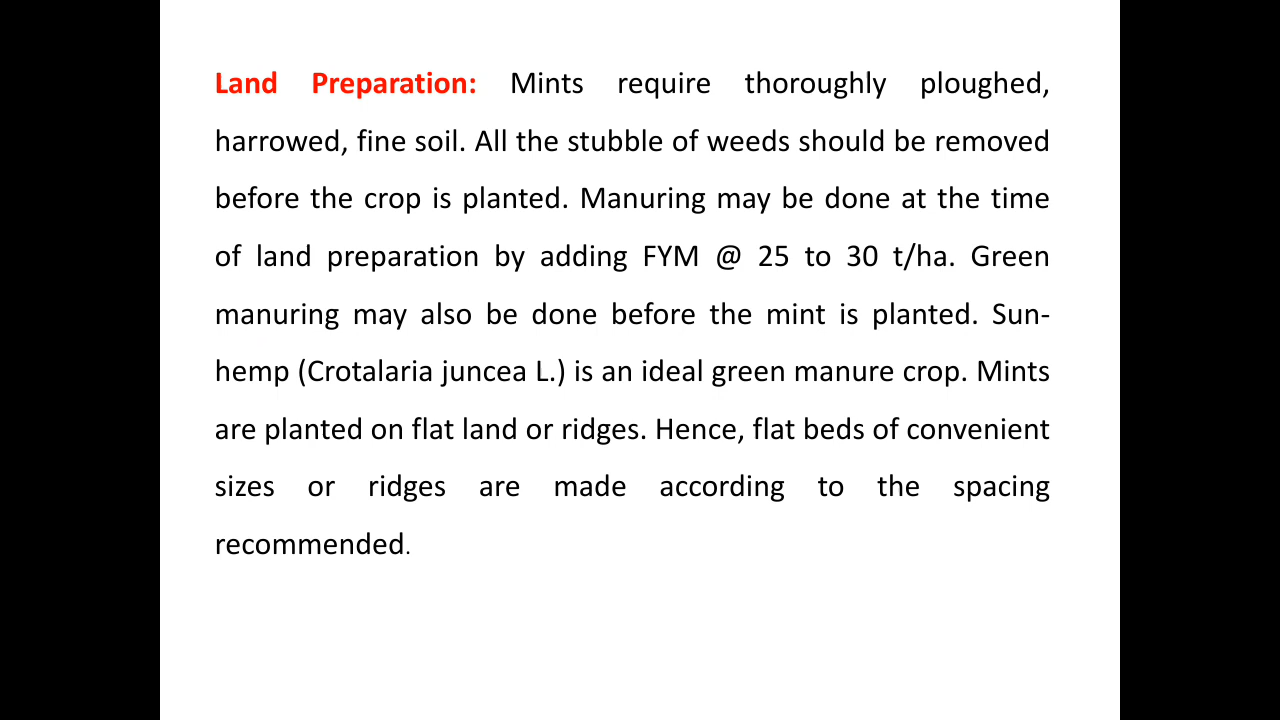 Land Preparation: Mints require thoroughly ploughed,
harrowed, fine soil. All the stubble of weeds should be removed
before the crop is planted. Manuring may be done at the time
of land preparation by adding FYM @ 25 to 30 t/ha. Green
manuring may also be done before the mint is planted. Sun-
hemp (Crotalaria juncea L.) is an ideal green manure crop. Mints
are planted on flat land or ridges. Hence, flat beds of convenient
sizes or ridges are made according to the spacing
recommended.